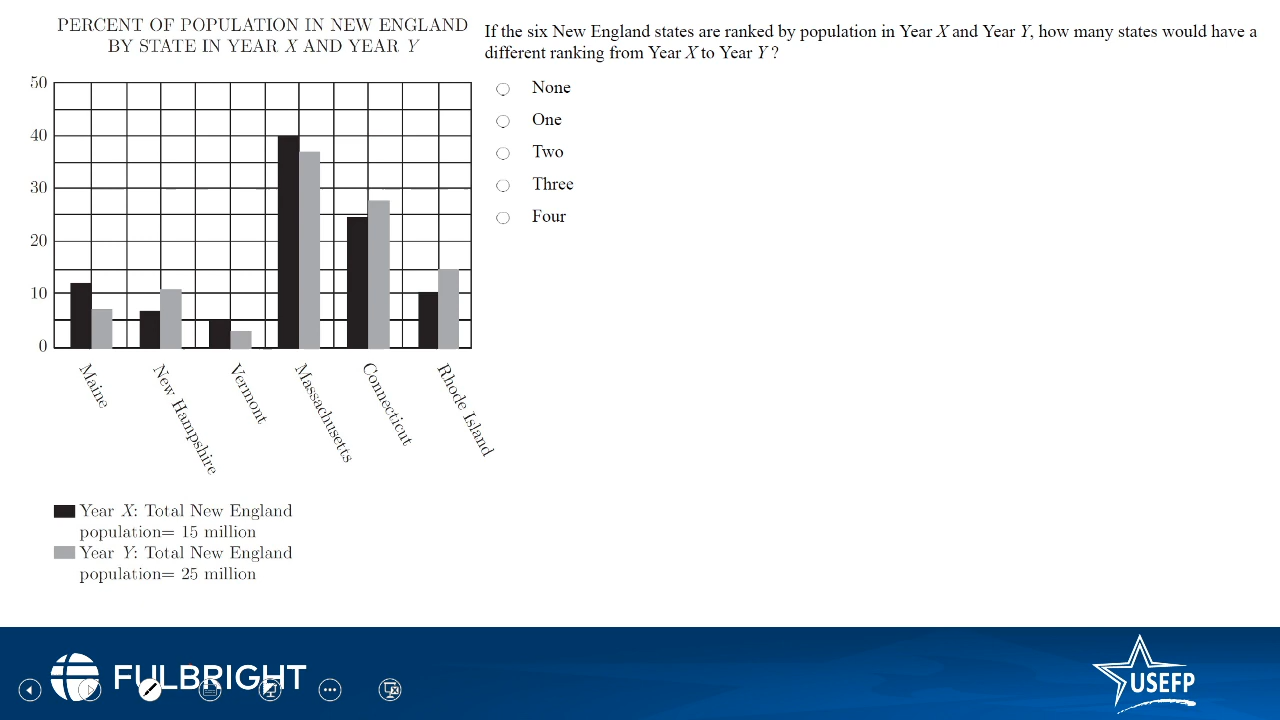 PERCENT OF POPULATION IN NEW ENGLAND
BY STATE IN YEAR X AND YEAR Y
50
40
30
20
10
0
Maine
New Hampshire
Vermont
Massachusetts
Connecticut
Rhode Island
Year X: Total New England
population= 15 million
Year Y: Total New England
population= 25 million
If the six New England states are ranked by population in Year X and Year Y, how many states would have a
different ranking from Year X to Year Y ?
None
One
Two
Three
Four
FULBRIGHT
USEFP